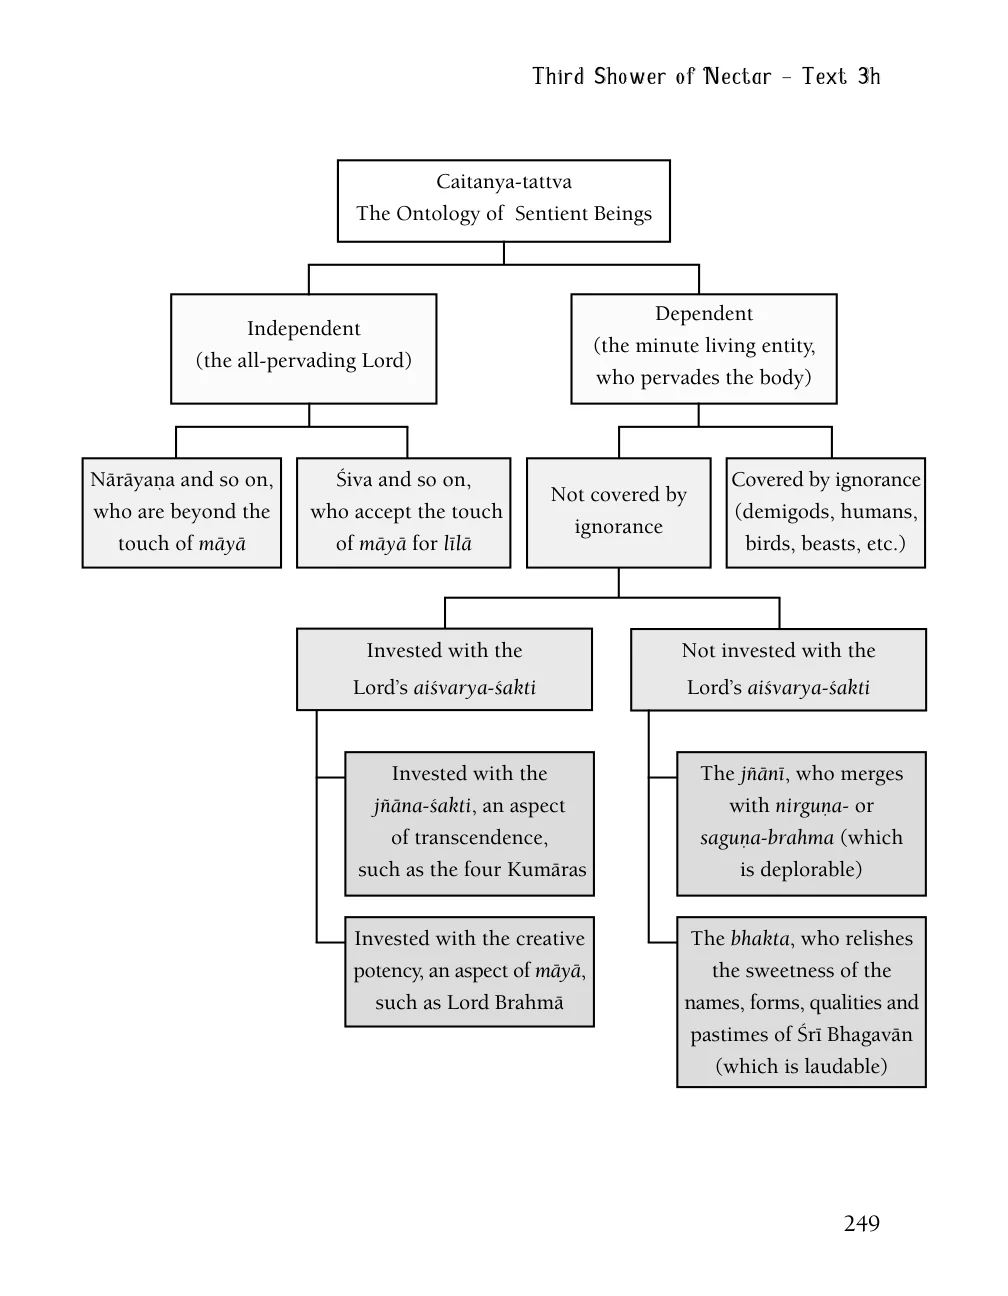 Third Shower of Nectar – Text 3h
Caitanya-tattva
The Ontology of Sentient Beings
Independent
(the all-pervading Lord)
Dependent
(the minute living entity,
who pervades the body)
Nārāyaṇa and so on,
who are beyond the
touch of māyā
Śiva and so on,
who accept the touch
of māyā for līlā
Not covered by
ignorance
Covered by ignorance
(demigods, humans,
birds, beasts, etc.)
Invested with the
Lord’s aiśvarya-śakti
Not invested with the
Lord’s aiśvarya-śakti
Invested with the
jñāna-śakti, an aspect
of transcendence,
such as the four Kumāras
The jñānī, who merges
with nirguṇa- or
saguṇa-brahma (which
is deplorable)
Invested with the creative
potency, an aspect of māyā,
such as Lord Brahmā
The bhakta, who relishes
the sweetness of the
names, forms, qualities and
pastimes of Śrī Bhagavān
(which is laudable)
249